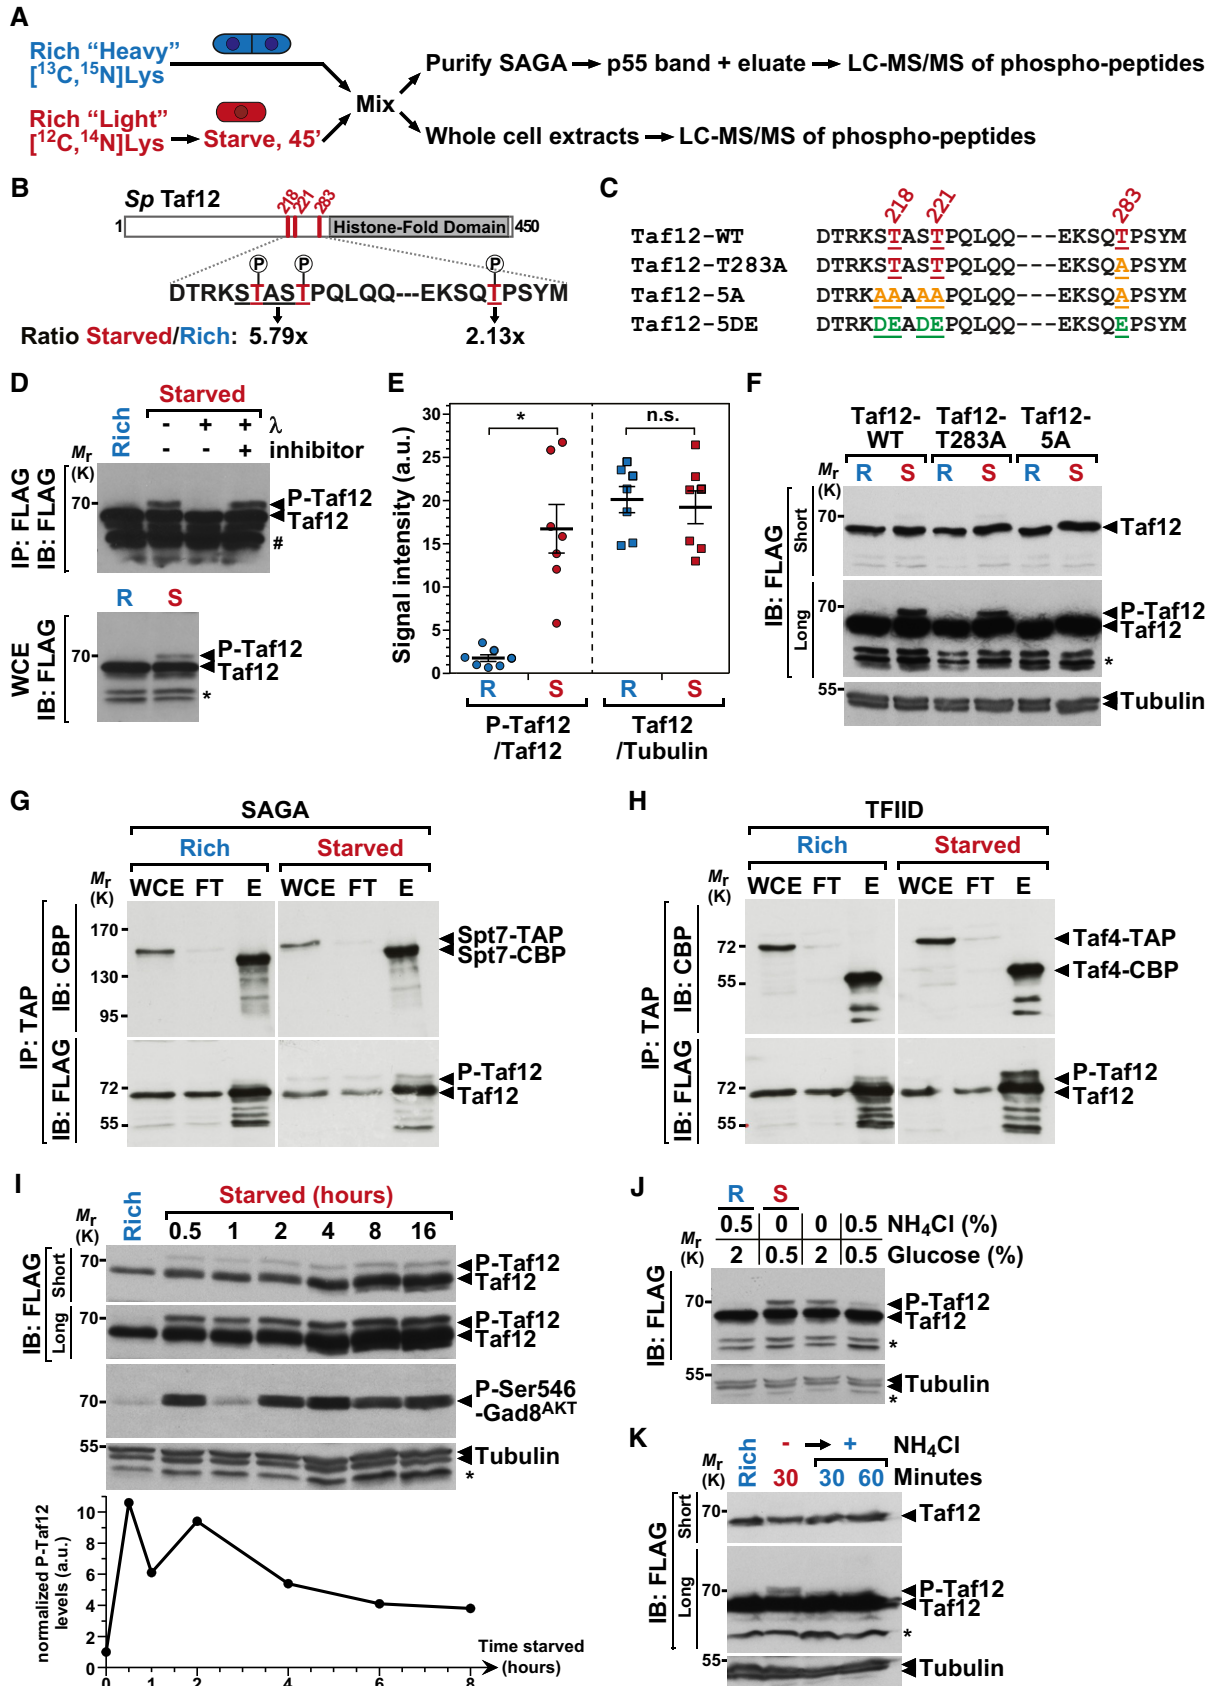 A
Rich “Heavy”
[13C,15N]Lys
Rich “Light”
[12C,14N]Lys
Starve, 45'
Mix
Purify SAGA
p55 band + eluate
LC-MS/MS of phospho-peptides
Whole cell extracts
LC-MS/MS of phospho-peptides
B
Sp Taf12
218
221
283
1
Histone-Fold Domain
450
P P P
DTRKSTASTPQLQQ---EKSQTPSYM
Ratio Starved/Rich: 5.79x 2.13x
C
218 221 283
Taf12-WT DTRKSTASTPQLQQ---EKSQTPSYM
Taf12-T283A DTRKSTASTPQLQQ---EKSQAPSYM
Taf12-5A DTRKAAAAAPQLQQ---EKSQAPSYM
Taf12-5DE DTRKDEADEPQLQQ---EKSQEPSYM
D
Rich
Starved
- + + λ
- - + inhibitor
Mr
(K)
IP: FLAG
IB: FLAG
70
P-Taf12
Taf12
#
R S
WCE
IB: FLAG
70
P-Taf12
Taf12
*
E
Signal intensity (a.u.)
30
25
20
15
10
5
0
*
n.s.
R S R S
P-Taf12
/Taf12
Taf12
/Tubulin
F
Taf12-
WT
Taf12-
T283A
Taf12-
5A
R S R S R S
Mr
(K)
IB: FLAG
Short
70
Taf12
Long
70
P-Taf12
Taf12
*
55
Tubulin
G
SAGA
Rich Starved
Mr
(K)
WCE FT E WCE FT E
IP: TAP
IB: CBP
170
130
95
Spt7-TAP
Spt7-CBP
IB: FLAG
72
55
P-Taf12
Taf12
H
TFIID
Rich Starved
Mr
(K)
WCE FT E WCE FT E
IP: TAP
IB: CBP
72
55
Taf4-TAP
Taf4-CBP
IB: FLAG
72
55
P-Taf12
Taf12
I
Rich
Starved (hours)
Mr
(K)
0.5 1 2 4 8 16
IB: FLAG
Short
70
P-Taf12
Taf12
Long
70
P-Taf12
Taf12
70
P-Ser546
-Gad8AKT
55
Tubulin
*
normalized P-Taf12
levels (a.u.)
10
8
6
4
2
0
0 1 2 4 6 8
Time starved
(hours)
J
R S
0.5 0 0 0.5 NH4Cl (%)
2 0.5 2 0.5 Glucose (%)
Mr
(K)
IB: FLAG
70
P-Taf12
Taf12
*
55
Tubulin
*
K
Rich
- + NH4Cl
30 30 60 Minutes
Mr
(K)
IB: FLAG
Short
70
Taf12
Long
70
P-Taf12
Taf12
*
55
Tubulin